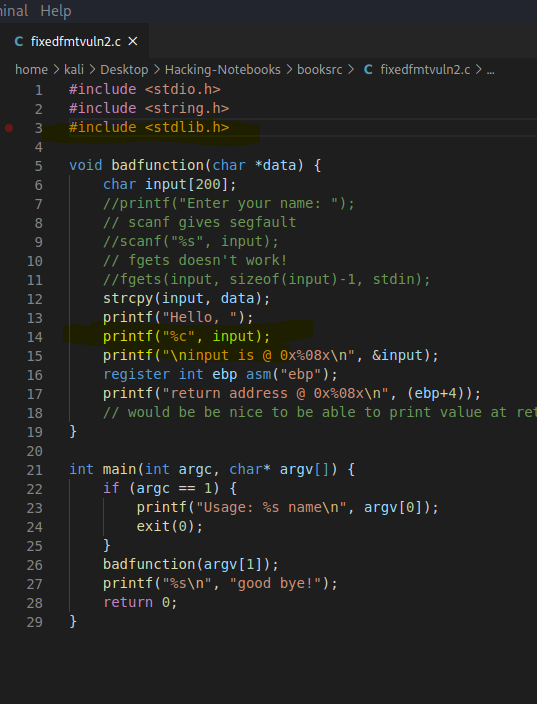 minal Help
C fixedfmtvuln2.c ×
home > kali > Desktop > Hacking-Notebooks > booksrc > C fixedfmtvuln2.c > ...
1 #include <stdio.h>
2 #include <string.h>
3 #include <stdlib.h>
4
5 void badfunction(char *data) {
6     char input[200];
7     //printf("Enter your name: ");
8     // scanf gives segfault
9     //scanf("%s", input);
10     // fgets doesn't work!
11     //fgets(input, sizeof(input)-1, stdin);
12     strcpy(input, data);
13     printf("Hello, ");
14     printf("%c", input);
15     printf("\ninput is @ 0x%08x\n", &input);
16     register int ebp asm("ebp");
17     printf("return address @ 0x%08x\n", (ebp+4));
18     // would be be nice to be able to print value at ret
19 }
20
21 int main(int argc, char* argv[]) {
22     if (argc == 1) {
23         printf("Usage: %s name\n", argv[0]);
24         exit(0);
25     }
26     badfunction(argv[1]);
27     printf("%s\n", "good bye!");
28     return 0;
29 }